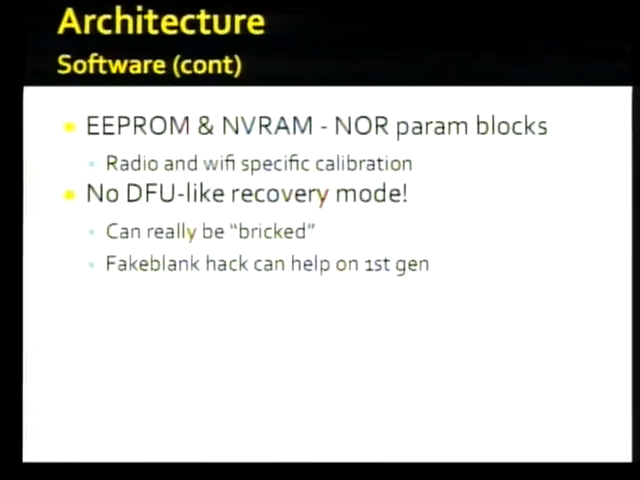 Architecture
Software (cont)
EEPROM & NVRAM - NOR param blocks
Radio and wifi specific calibration
No DFU-like recovery mode!
Can really be "bricked"
Fakeblank hack can help on 1st gen